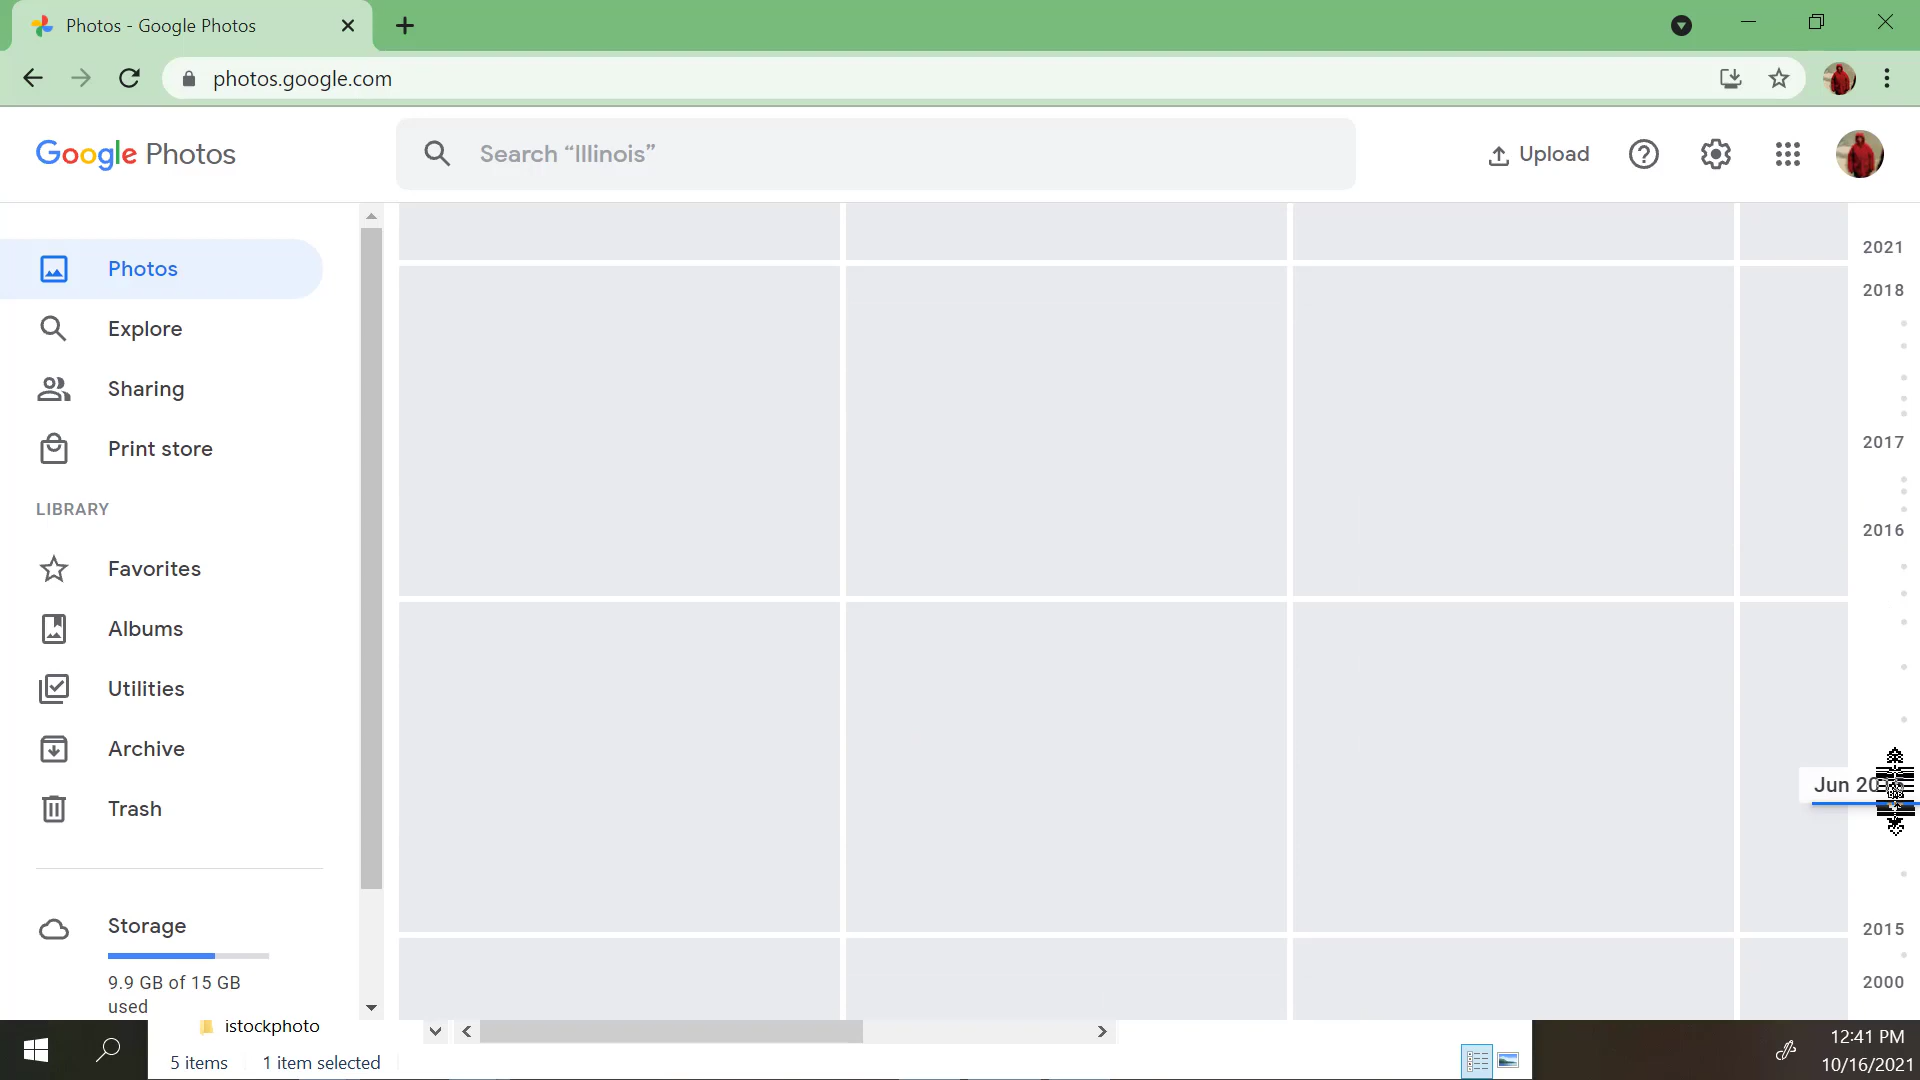 Photos - Google Photos
photos.google.com
Google Photos
Search “Illinois”
Upload
Photos
Explore
Sharing
Print store
LIBRARY
Favorites
Albums
Utilities
Archive
Trash
Storage
9.9 GB of 15 GB
used
2021
2018
2017
2016
Jun
2015
2000
istockphoto
5 items
1 item selected
12:41 PM
10/16/2021